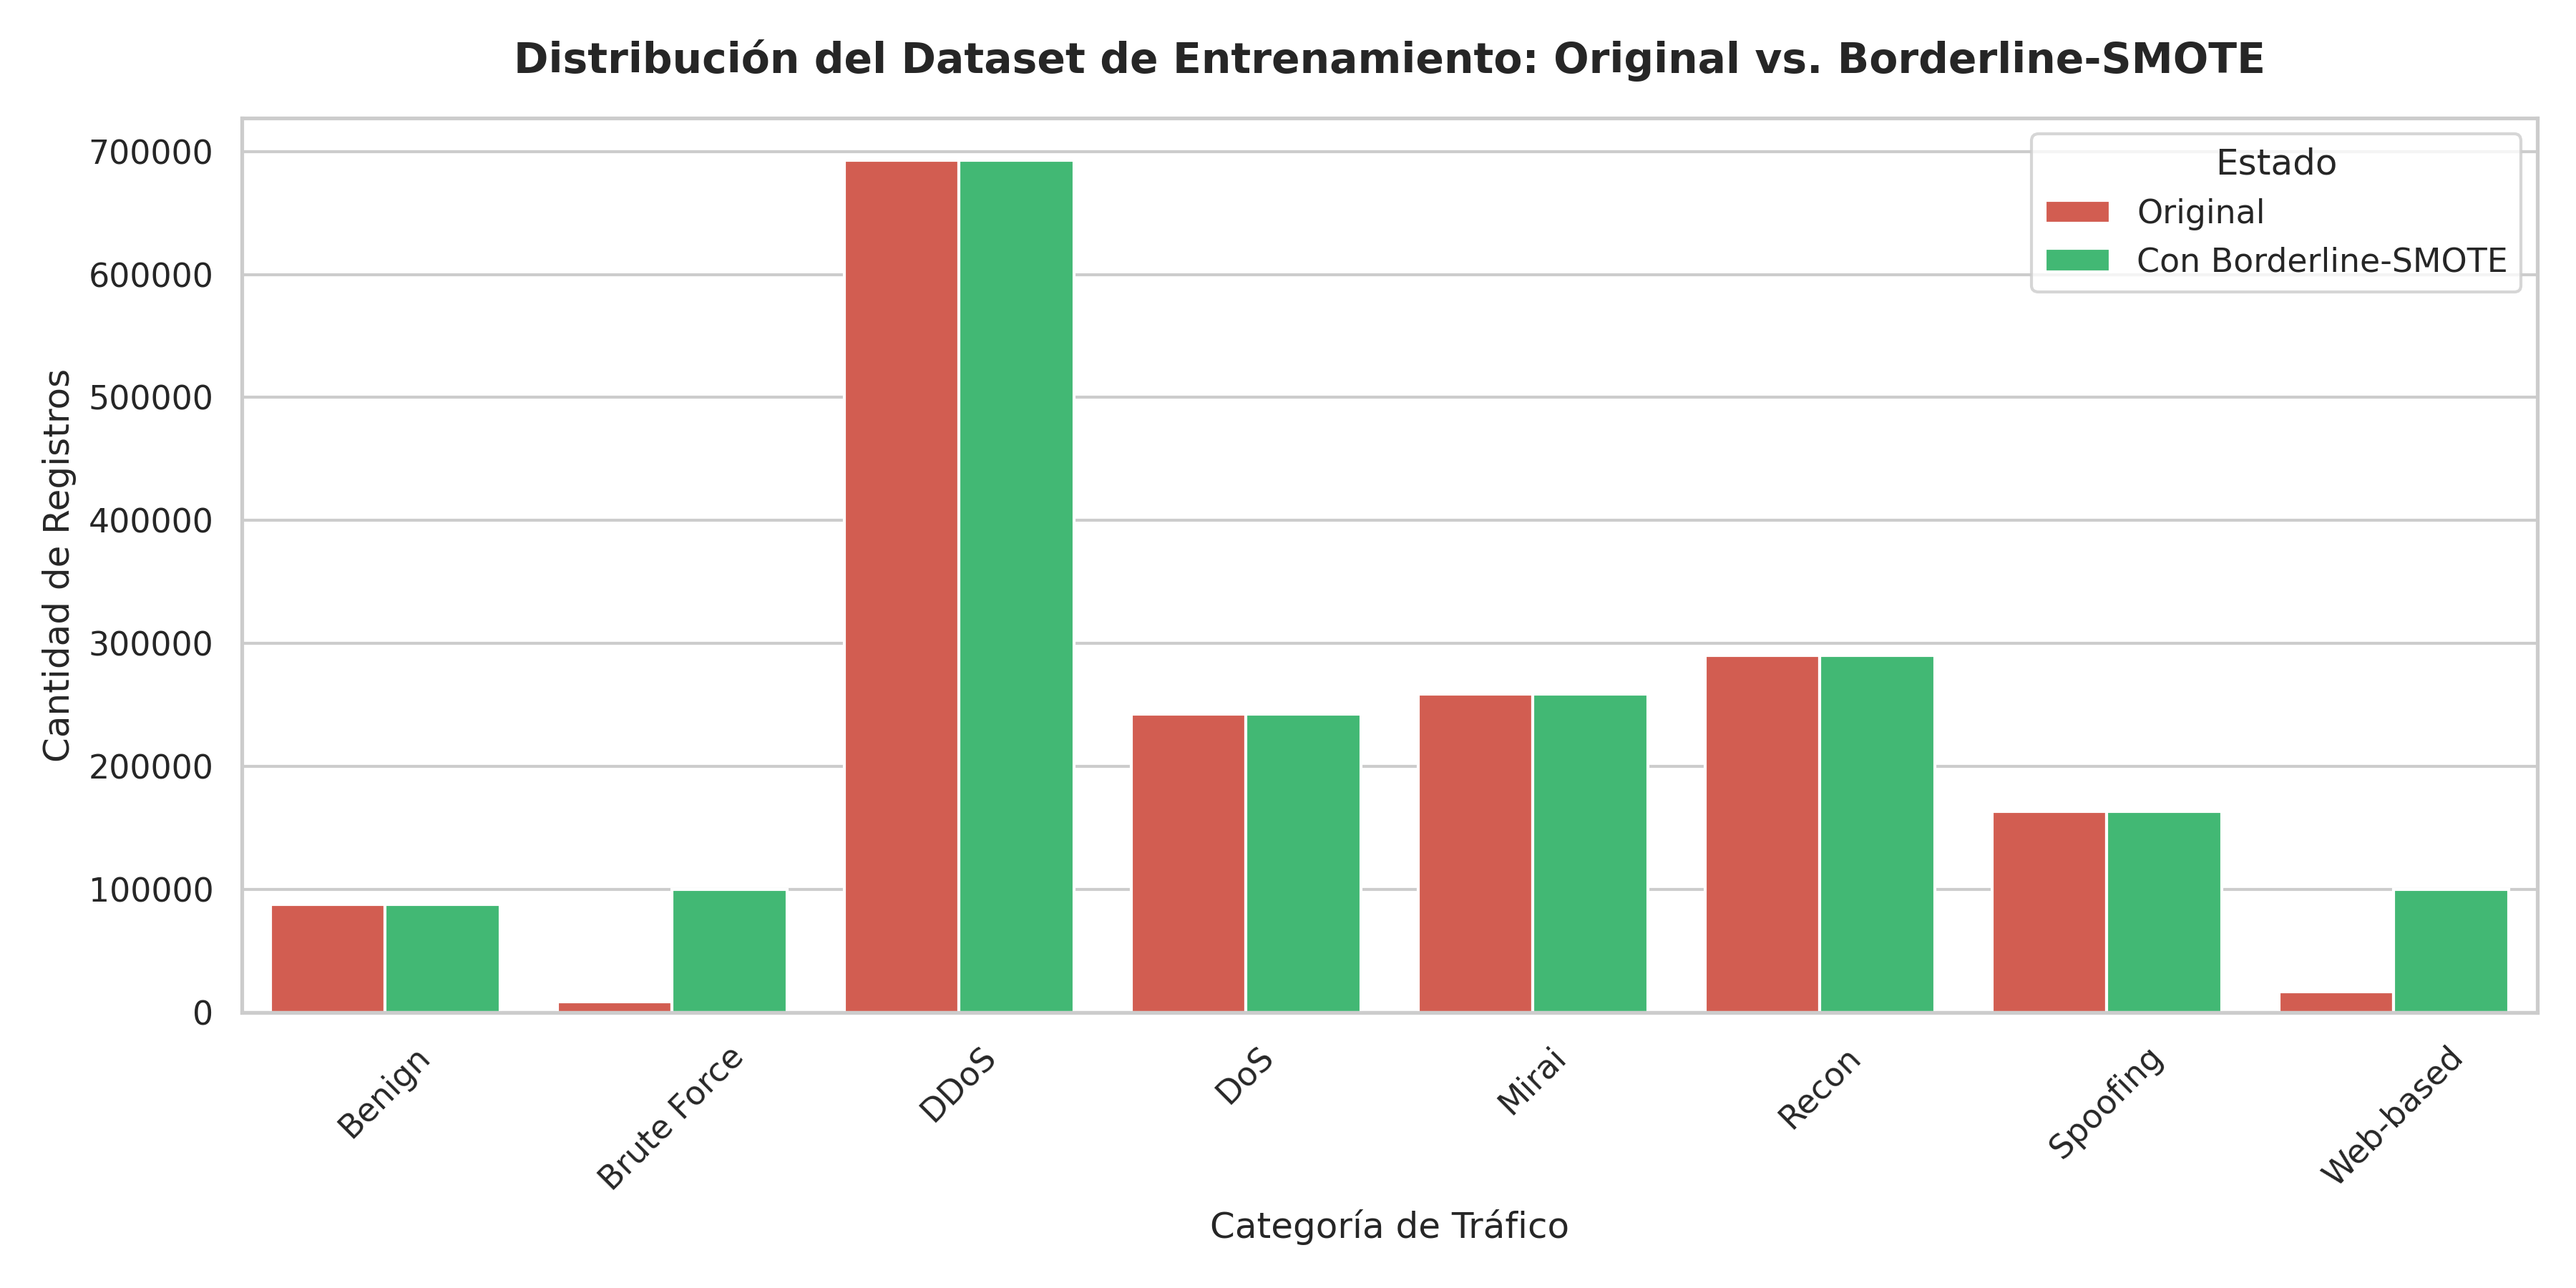 Distribución del Dataset de Entrenamiento: Original vs. Borderline-SMOTE
Estado
Original
Con Borderline-SMOTE
Cantidad de Registros
700000
600000
500000
400000
300000
200000
100000
0
Benign
Brute Force
DDoS
DoS
Mirai
Recon
Spoofing
Web-based
Categoría de Tráfico